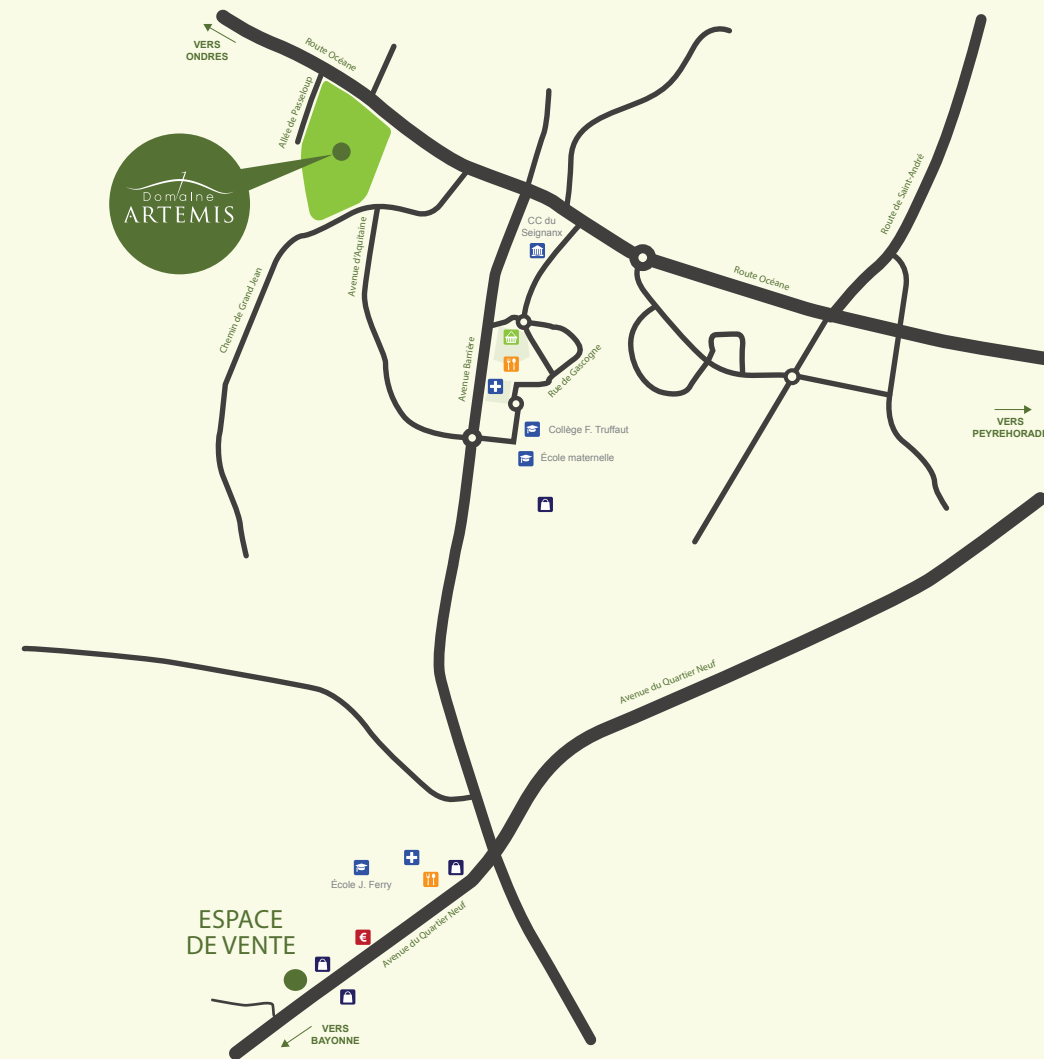 VERS
ONDRES
Route Océane
Allée de Passeloup
Domaine
ARTEMIS
Route de Saint-André
CC du
Seignanx
Avenue d'Aquitaine
Chemin de Grand Jean
Route Océane
Avenue Barrière
Rue de Gascogne
VERS
PEYREHORADE
Collège F. Truffaut
École maternelle
Avenue du Quartier Neuf
École J. Ferry
€
ESPACE
DE VENTE
Avenue du Quartier Neuf
VERS
BAYONNE